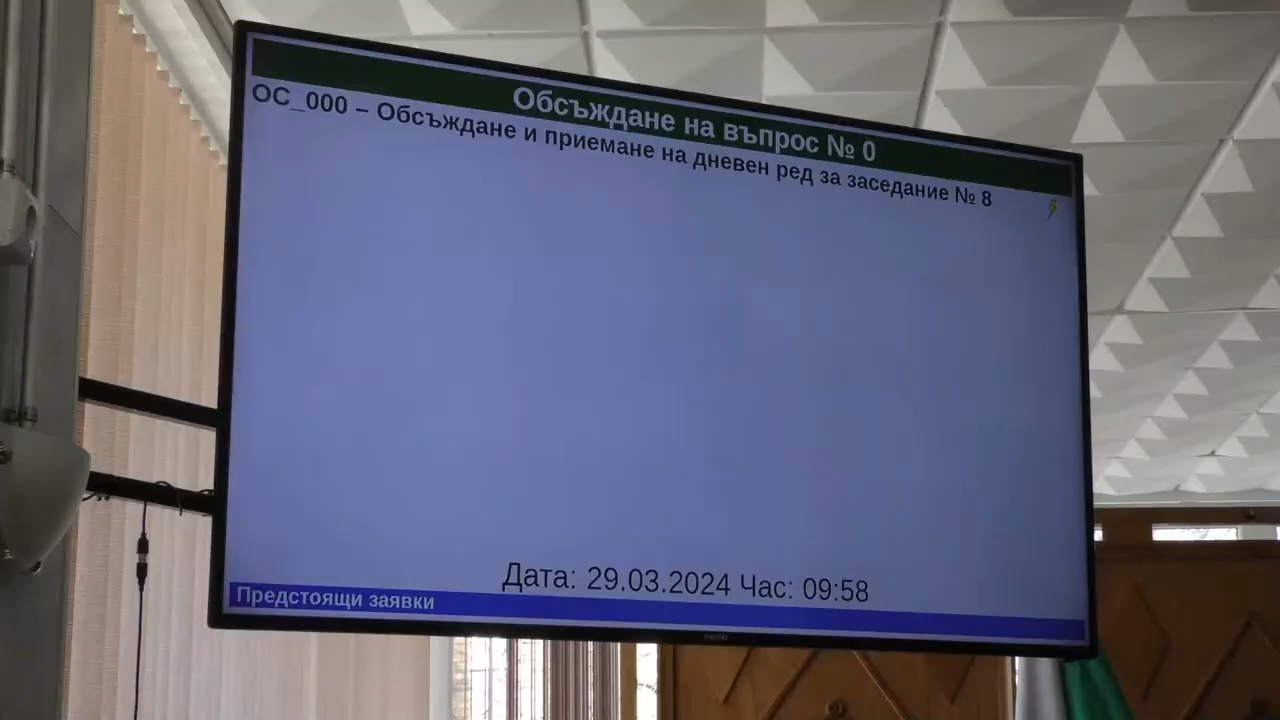 Обсъждане на въпрос № 0
ОС_000 – Обсъждане и приемане на дневен ред за заседание № 8
Дата: 29.03.2024 Час: 09:58
Предстоящи заявки